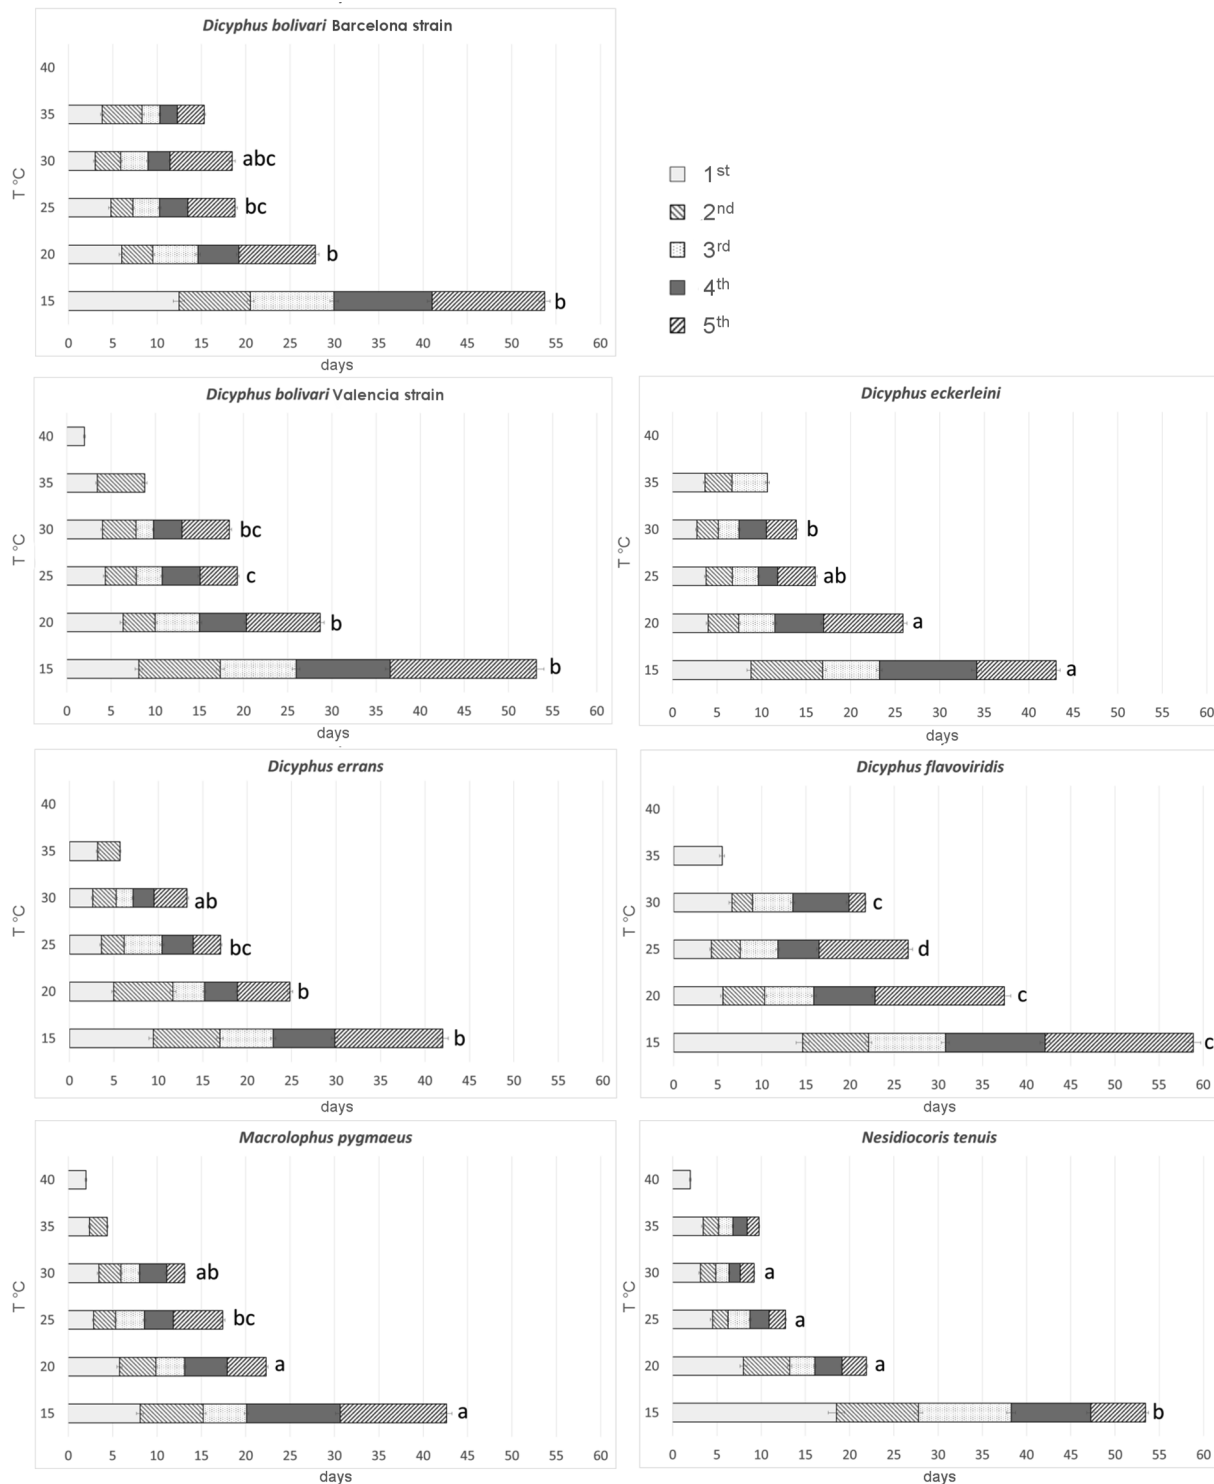 Dicyphus bolivari Barcelona strain
T °C
40
35
30 abc
25 bc
20 b
15 b
0 5 10 15 20 25 30 35 40 45 50 55 60
days
1st
2nd
3rd
4th
5th
Dicyphus bolivari Valencia strain
T °C
40
35
30 bc
25 c
20 b
15 b
0 5 10 15 20 25 30 35 40 45 50 55 60
days
Dicyphus eckerleini
T °C
40
35
30 b
25 ab
20 a
15 a
0 5 10 15 20 25 30 35 40 45 50 55 60
days
Dicyphus errans
T °C
40
35
30 ab
25 bc
20 b
15 b
0 5 10 15 20 25 30 35 40 45 50 55 60
days
Dicyphus flavoviridis
T °C
40
35
30 c
25 d
20 c
15 c
0 5 10 15 20 25 30 35 40 45 50 55 60
days
Macrolophus pygmaeus
T °C
40
35
30 ab
25 bc
20 a
15 a
0 5 10 15 20 25 30 35 40 45 50 55 60
days
Nesidiocoris tenuis
T °C
40
35
30 a
25 a
20 a
15 b
0 5 10 15 20 25 30 35 40 45 50 55 60
days